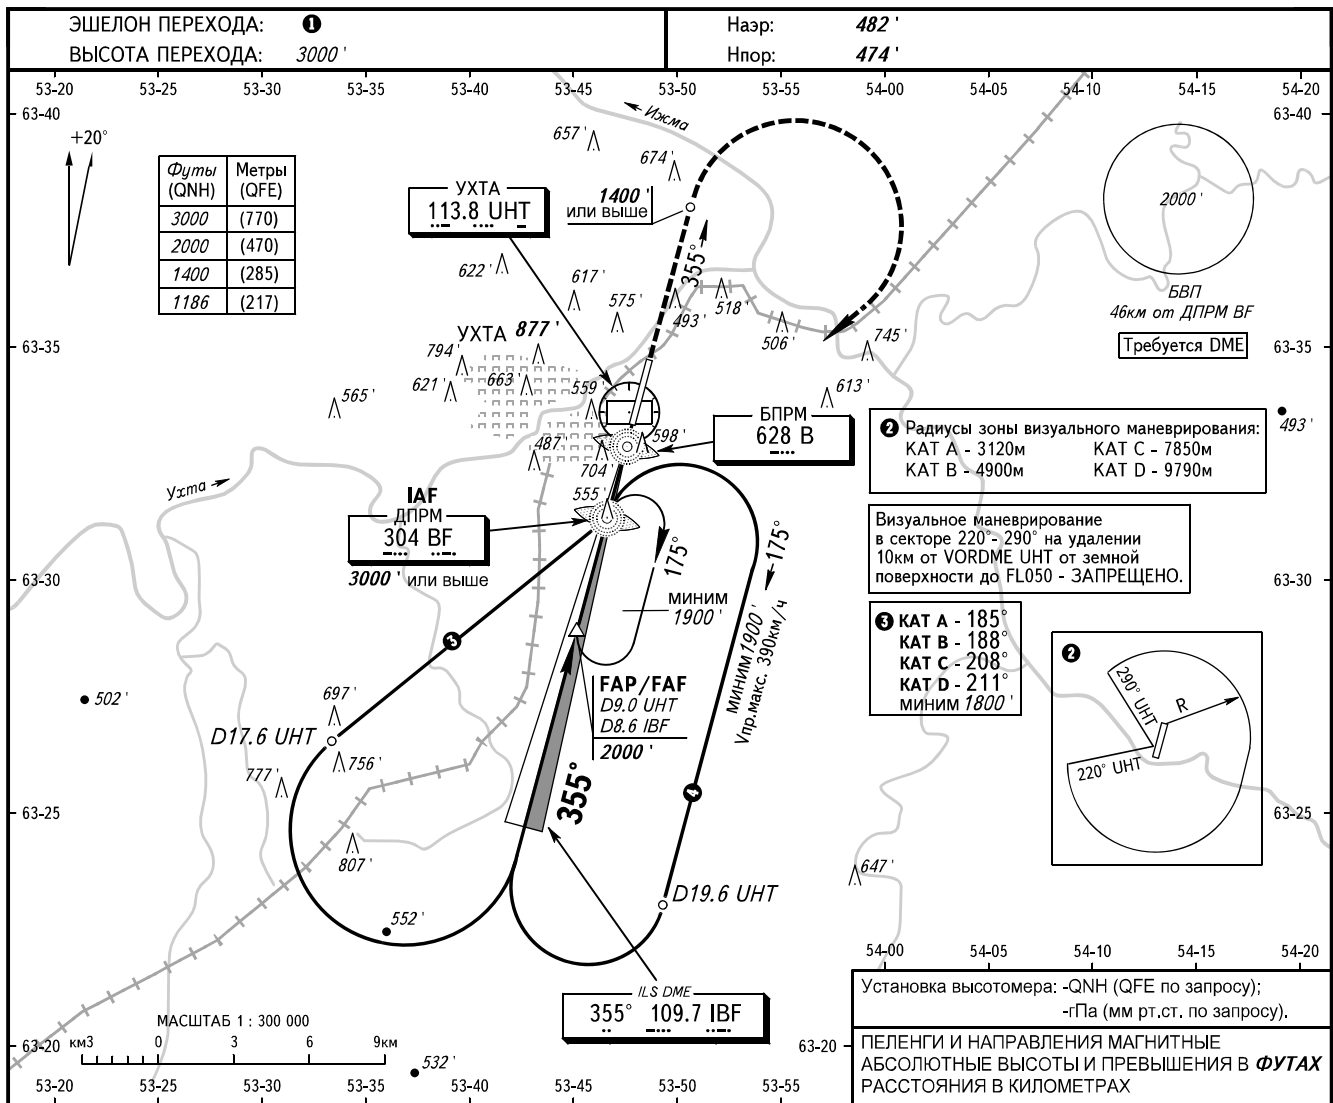 ЭШЕЛОН ПЕРЕХОДА: 1
ВЫСОТА ПЕРЕХОДА: 3000'
Наэр: 482'
Нпор: 474'
53-20 53-25 53-30 53-35 53-40 53-45 53-50 53-55 54-00 54-05 54-10 54-15 54-20
63-40
63-40
+20°
Футы (QNH) Метры (QFE)
3000 (770)
2000 (470)
1400 (285)
1186 (217)
657'
Ижма
674'
УХТА
113.8 UHT
1400'
или выше
2000'
БВП
46км от ДПРМ BF
Требуется DME
355°
622'
617'
575'
493'
518'
506'
745'
УХТА 877'
63-35
63-35
794'
621'
663'
559'
565'
613'
БПРМ
628 B
598'
487'
704'
2 Радиусы зоны визуального маневрирования:
КАТ A - 3120м КАТ C - 7850м
КАТ B - 4900м КАТ D - 9790м
493'
Ухта
555'
IAF
ДПРМ
304 BF
3000' или выше
175°
175°
Визуальное маневрирование
в секторе 220°- 290° на удалении
10км от VORDME UHT от земной
поверхности до FL050 - ЗАПРЕЩЕНО.
63-30
63-30
миним
1900'
миним 1900'
Vпр.макс. 390км/ч
3
3 КАТ A - 185°
КАТ B - 188°
КАТ C - 208°
КАТ D - 211°
миним 1800'
2
290° UHT
R
220° UHT
FAP/FAF
D9.0 UHT
D8.6 IBF
2000'
502'
697'
D17.6 UHT
756'
777'
355°
4
63-25
63-25
807'
647'
D19.6 UHT
552'
54-00 54-05 54-10 54-15 54-20
ILS DME
355° 109.7 IBF
Установка высотомера: -QNH (QFE по запросу);
-гПа (мм рт.ст. по запросу).
МАСШТАБ 1 : 300 000
км3 0 3 6 9км
63-20
63-20
532'
ПЕЛЕНГИ И НАПРАВЛЕНИЯ МАГНИТНЫЕ
АБСОЛЮТНЫЕ ВЫСОТЫ И ПРЕВЫШЕНИЯ В ФУТАХ
РАССТОЯНИЯ В КИЛОМЕТРАХ
53-20 53-25 53-30 53-35 53-40 53-45 53-50 53-55